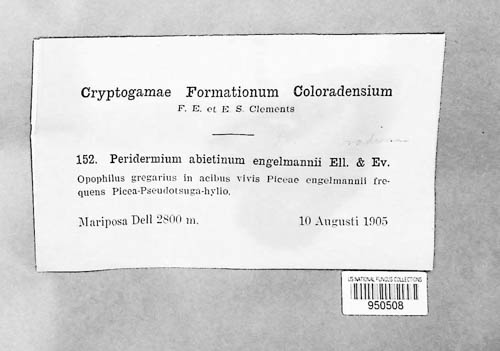 Cryptogamae Formationum Coloradensium
F. E. et E. S. Clements
152. Peridermium abietinum engelmannii Ell. & Ev.
Opophilus gregarius in acibus vivis Piceae engelmannii fre-
quens Picea-Pseudotsuga-hylio.
Mariposa Dell 2800 m. 10 Augusti 1905
US NATIONAL FUNGUS COLLECTIONS
950508